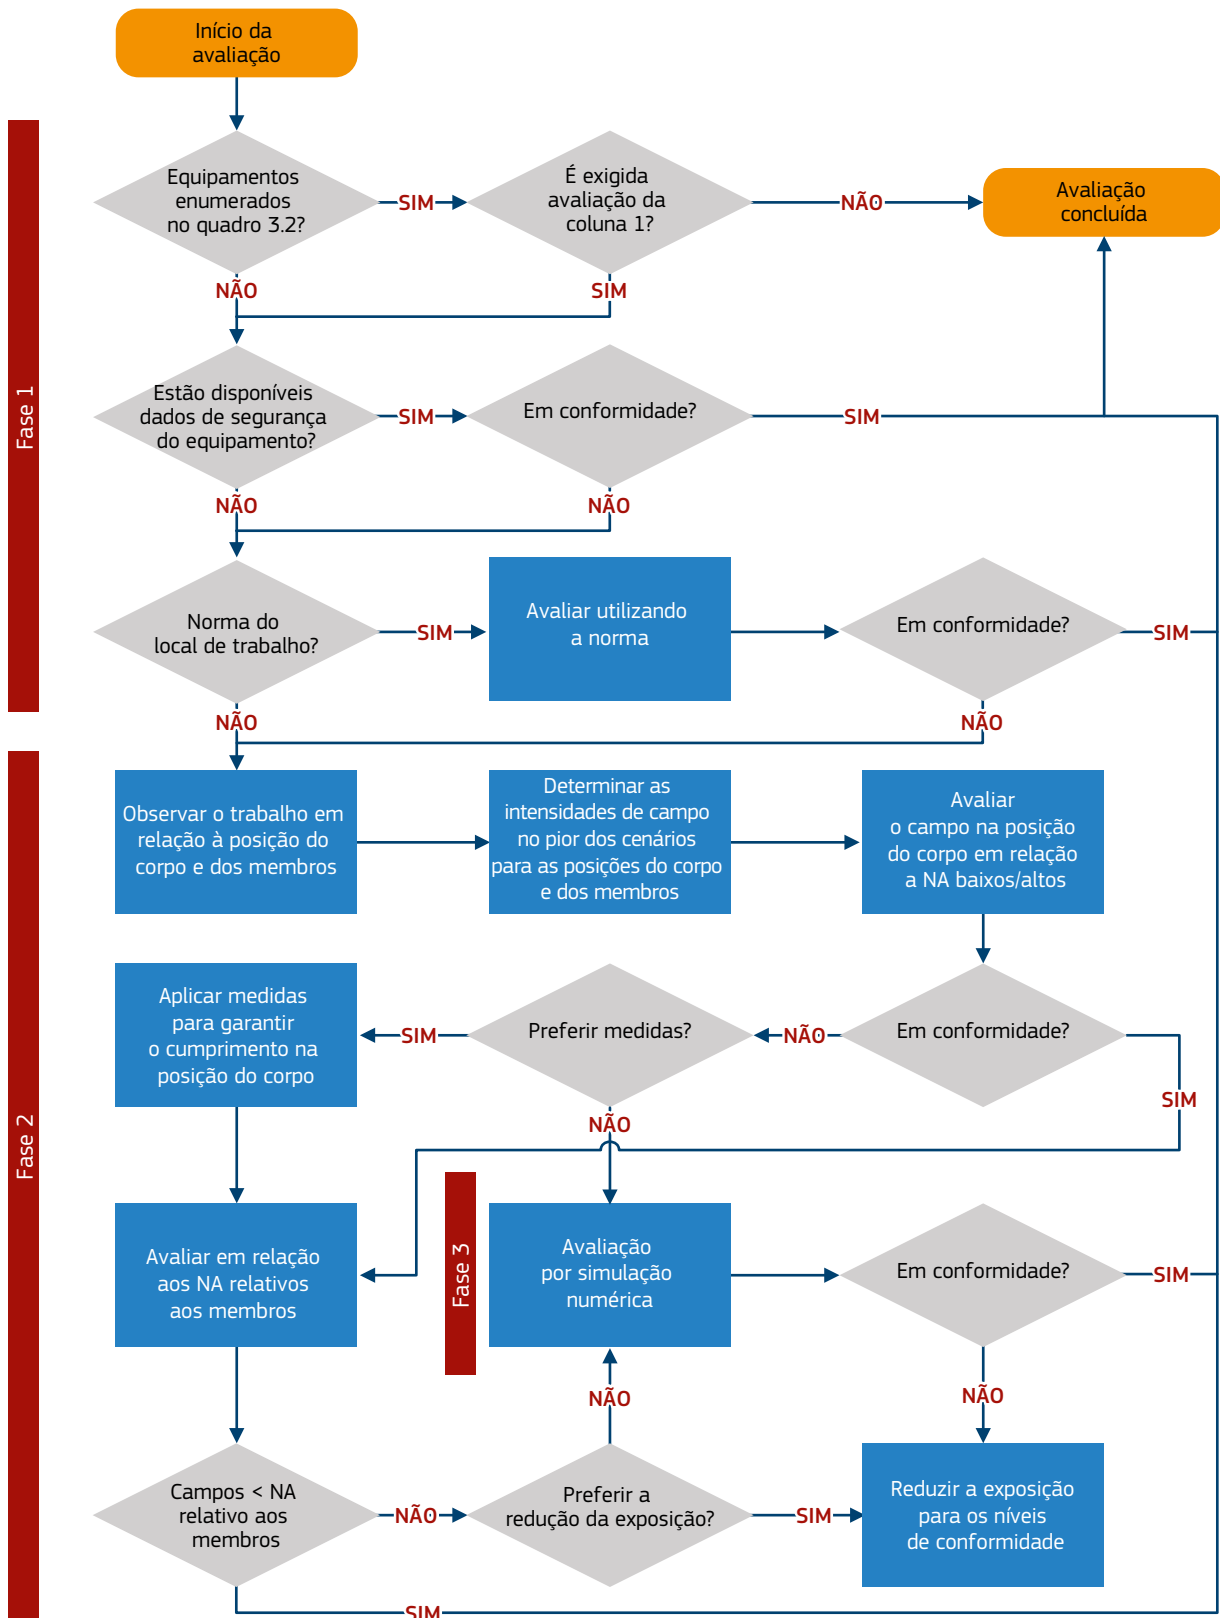 Início da
avaliação
Fase 1
Equipamentos
enumerados
no quadro 3.2?
SIM
É exigida
avaliação da
coluna 1?
NÃO
Avaliação
concluída
NÃO
SIM
Estão disponíveis
dados de segurança
do equipamento?
SIM
Em conformidade?
SIM
NÃO
NÃO
Norma do
local de trabalho?
SIM
Avaliar utilizando
a norma
Em conformidade?
SIM
NÃO
NÃO
Fase 2
Observar o trabalho em
relação à posição do
corpo e dos membros
Determinar as
intensidades de campo
no pior dos cenários
para as posições do corpo
e dos membros
Avaliar
o campo na posição
do corpo em relação
a NA baixos/altos
Aplicar medidas
para garantir
o cumprimento na
posição do corpo
SIM
Preferir medidas?
NÃO
Em conformidade?
SIM
NÃO
Avaliar em relação
aos NA relativos
aos membros
Fase 3
Avaliação
por simulação
numérica
Em conformidade?
SIM
NÃO
NÃO
Campos < NA
relativo aos
membros
NÃO
Preferir a
redução da exposição?
SIM
Reduzir a exposição
para os níveis
de conformidade
SIM